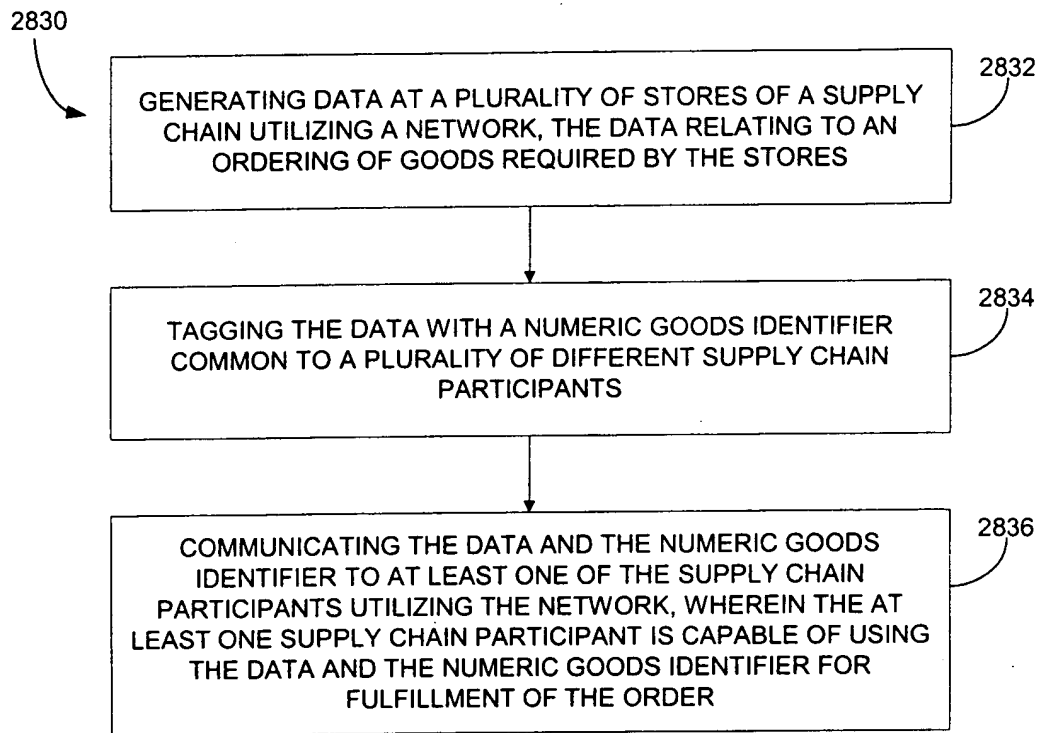 2830
2832
GENERATING DATA AT A PLURALITY OF STORES OF A SUPPLY
CHAIN UTILIZING A NETWORK, THE DATA RELATING TO AN
ORDERING OF GOODS REQUIRED BY THE STORES
2834
TAGGING THE DATA WITH A NUMERIC GOODS IDENTIFIER
COMMON TO A PLURALITY OF DIFFERENT SUPPLY CHAIN
PARTICIPANTS
2836
COMMUNICATING THE DATA AND THE NUMERIC GOODS
IDENTIFIER TO AT LEAST ONE OF THE SUPPLY CHAIN
PARTICIPANTS UTILIZING THE NETWORK, WHEREIN THE AT
LEAST ONE SUPPLY CHAIN PARTICIPANT IS CAPABLE OF USING
THE DATA AND THE NUMERIC GOODS IDENTIFIER FOR
FULFILLMENT OF THE ORDER